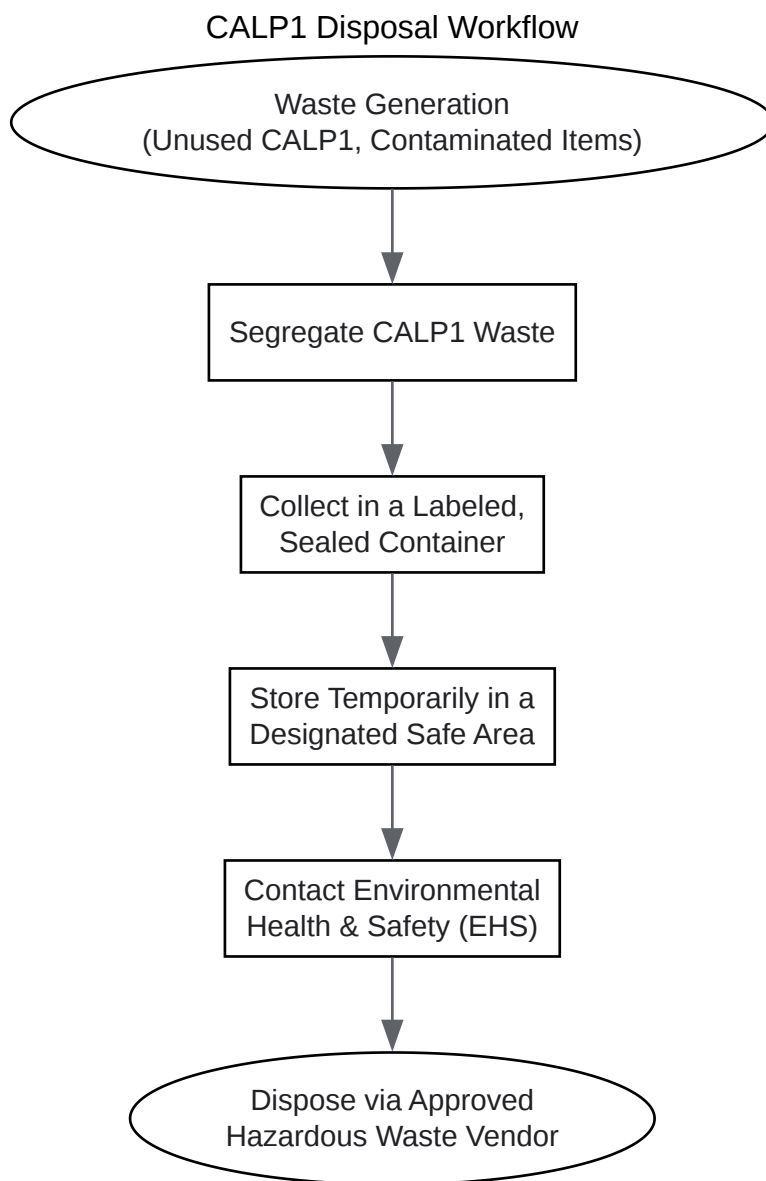 CALP1 Disposal Workflow
Waste Generation
(Unused CALP1, Contaminated Items)
Segregate CALP1 Waste
Collect in a Labeled,
Sealed Container
Store Temporarily in a
Designated Safe Area
Contact Environmental
Health & Safety (EHS)
Dispose via Approved
Hazardous Waste Vendor